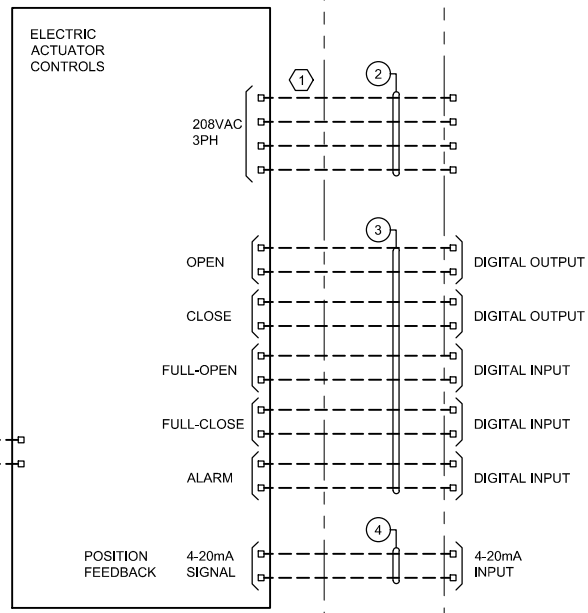 ELECTRIC
ACTUATOR
CONTROLS
1
2
208VAC
3PH
3
OPEN
DIGITAL OUTPUT
CLOSE
DIGITAL OUTPUT
FULL-OPEN
DIGITAL INPUT
FULL-CLOSE
DIGITAL INPUT
ALARM
DIGITAL INPUT
4
POSITION
FEEDBACK
4-20mA
SIGNAL
4-20mA
INPUT